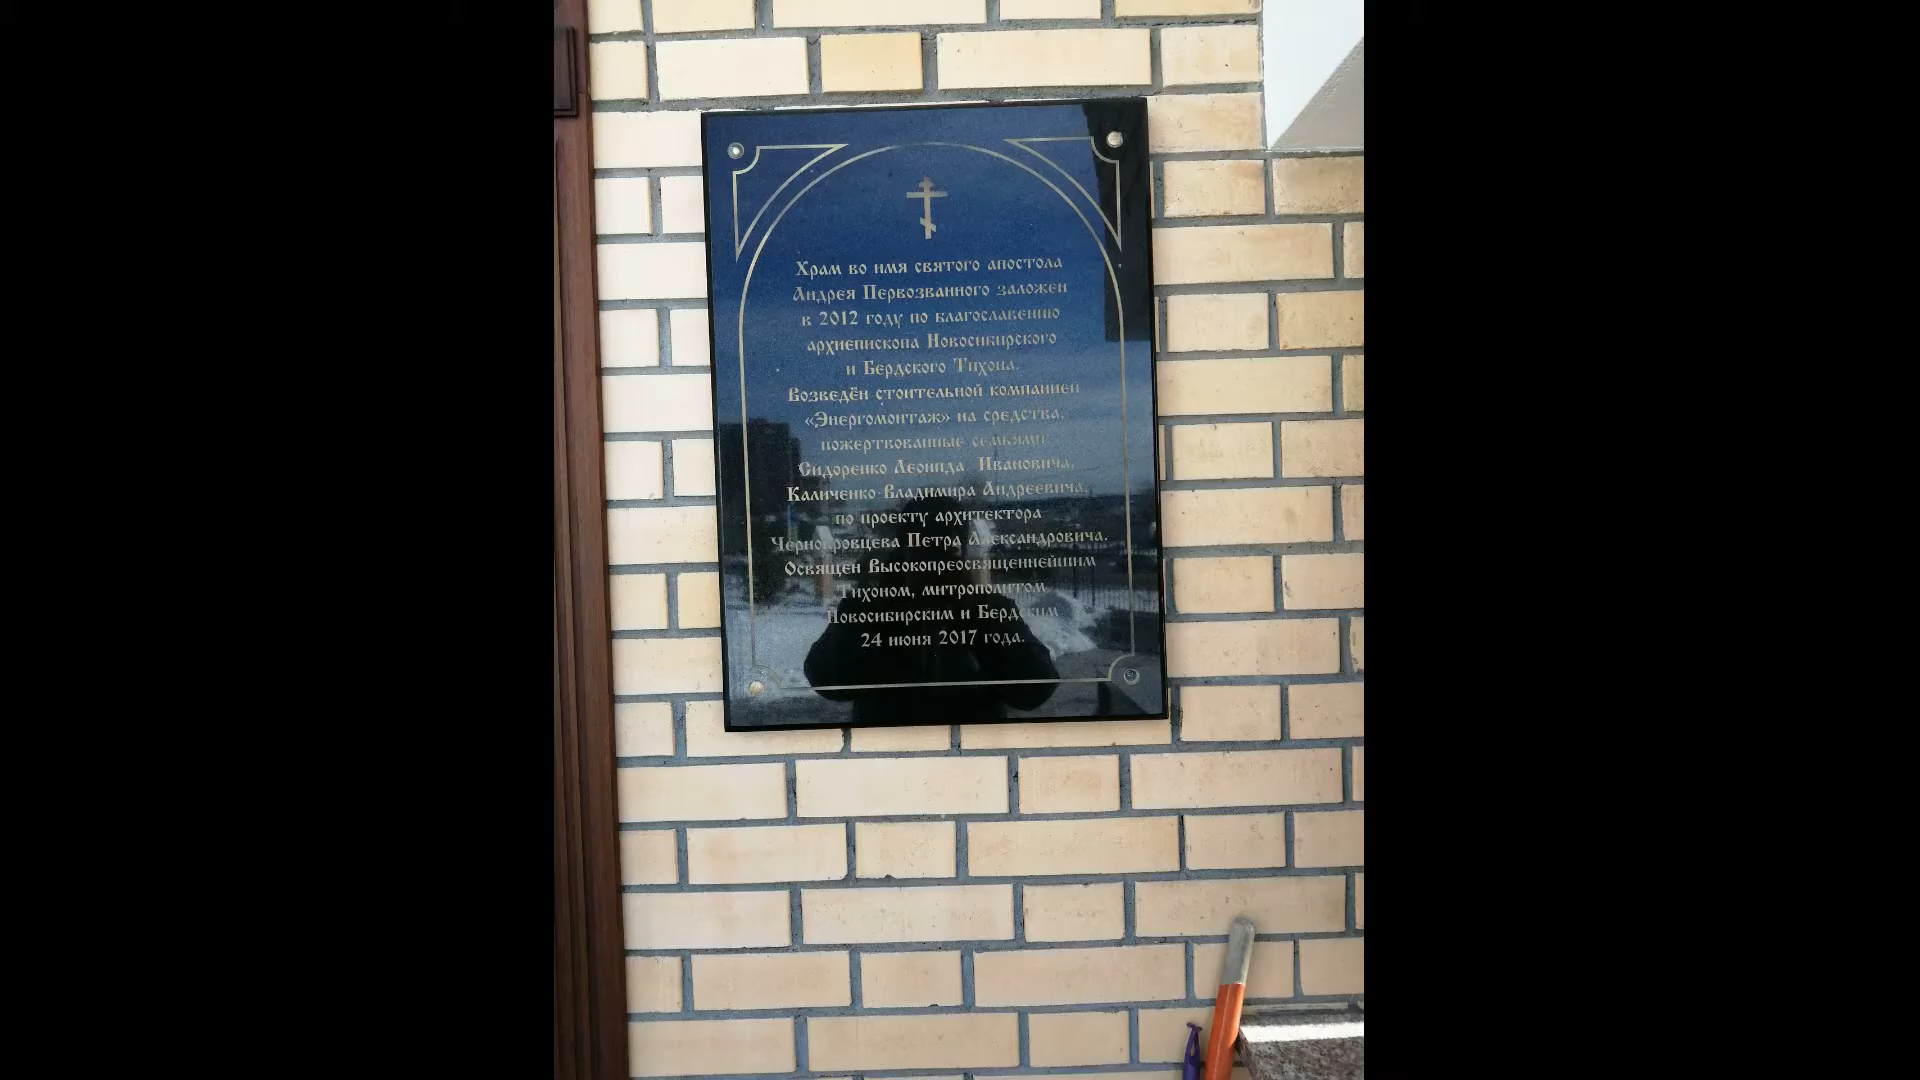 Храм во имя святого апостола
Андрея Первозванного заложен
в 2012 году по благославению
архиепископа Новосибирского
и Бердского Тихона.
Возведён стоительной компанией
«Энергомонтаж» на средства,
пожертвованные семьями:
Сидоренко Леонида Ивановича,
Каличенко Владимира Андреевича,
по проекту архитектора
Чернобровцева Петра Александровича.
Освящен Высокопреосвященнейшим
Тихоном, митрополитом
Новосибирским и Бердским
24 июня 2017 года.